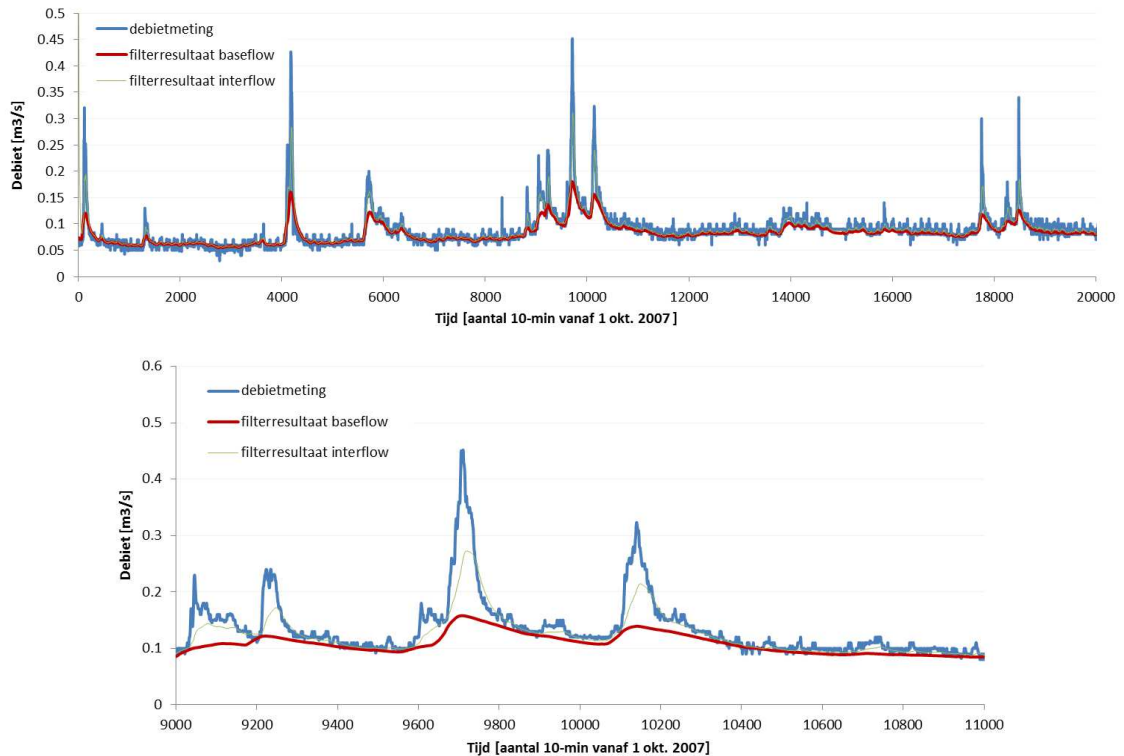 0.5
0.45
0.4
0.35
0.3
0.25
0.2
0.15
0.1
0.05
0
Debiet [m3/s]
debietmeting
filterresultaat baseflow
filterresultaat interflow
0 2000 4000 6000 8000 10000 12000 14000 16000 18000 20000
Tijd [aantal 10-min vanaf 1 okt. 2007 ]
0.6
0.5
0.4
0.3
0.2
0.1
0
Debiet [m3/s]
debietmeting
filterresultaat baseflow
filterresultaat interflow
9000 9200 9400 9600 9800 10000 10200 10400 10600 10800 11000
Tijd [aantal 10-min vanaf 1 okt. 2007]